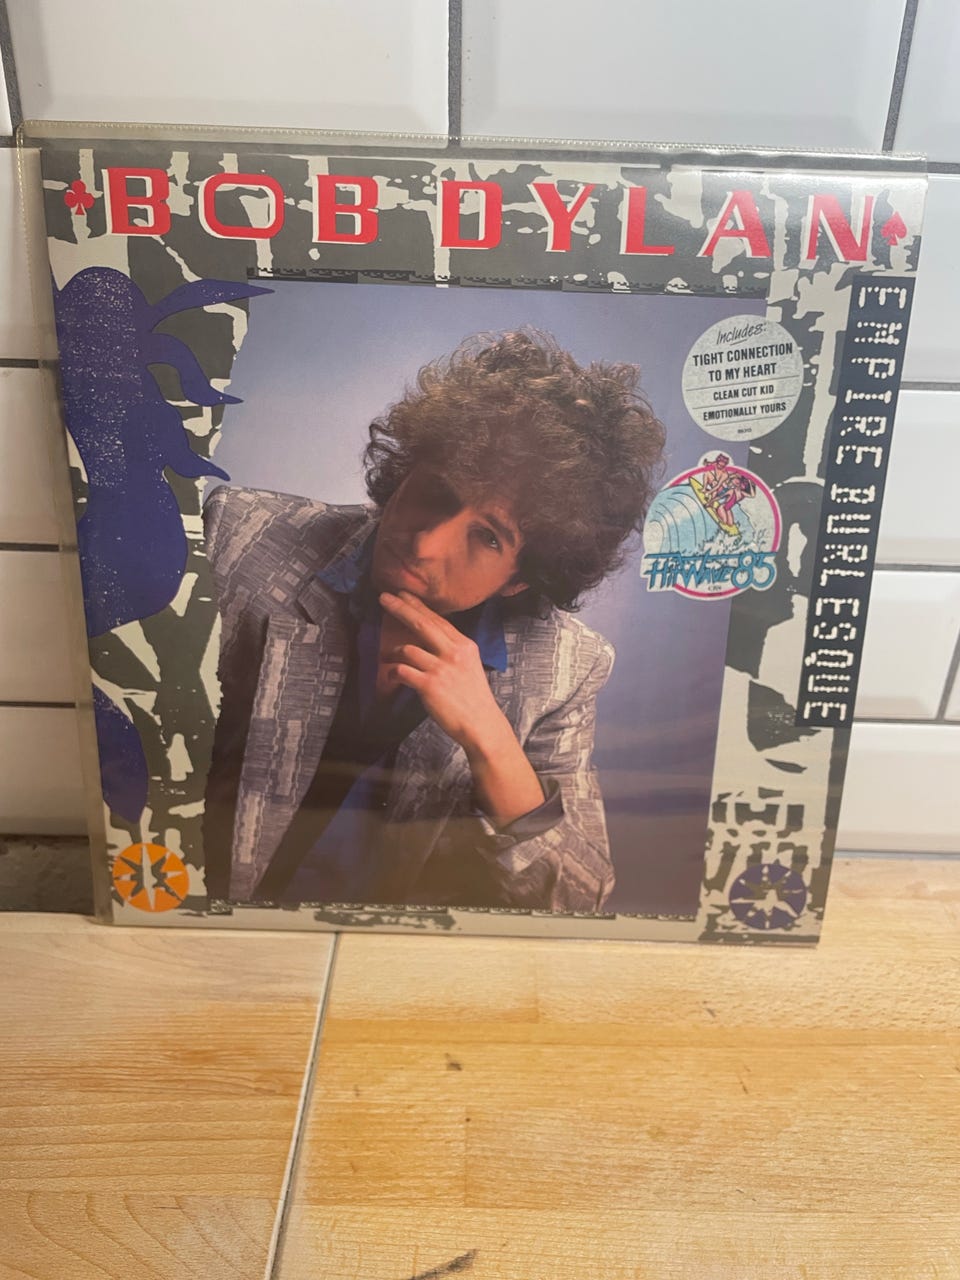 BOB DYLAN
EMPIRE BURLESQUE
Includes:
TIGHT CONNECTION
TO MY HEART
CLEAN CUT KID
EMOTIONALLY YOURS
HITWAVE'85